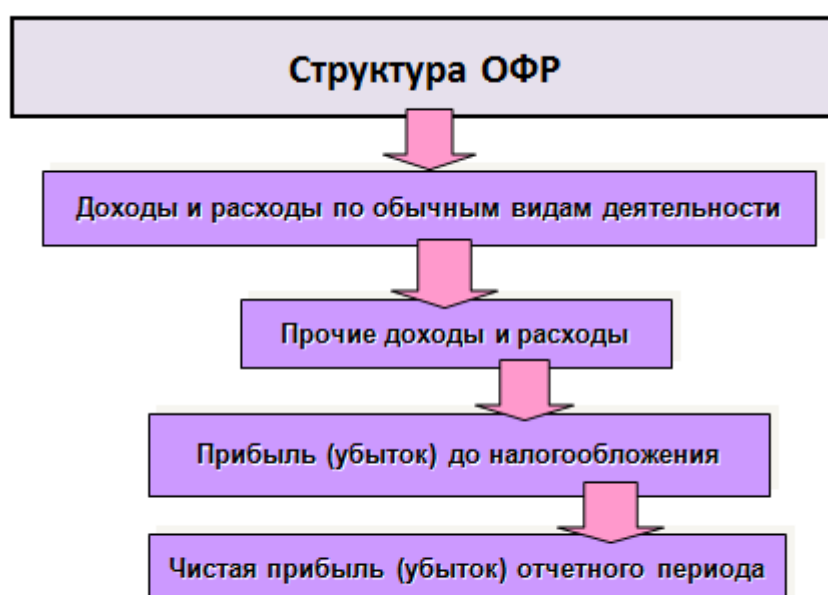 Структура ОФР
Доходы и расходы по обычным видам деятельности
Прочие доходы и расходы
Прибыль (убыток) до налогообложения
Чистая прибыль (убыток) отчетного периода